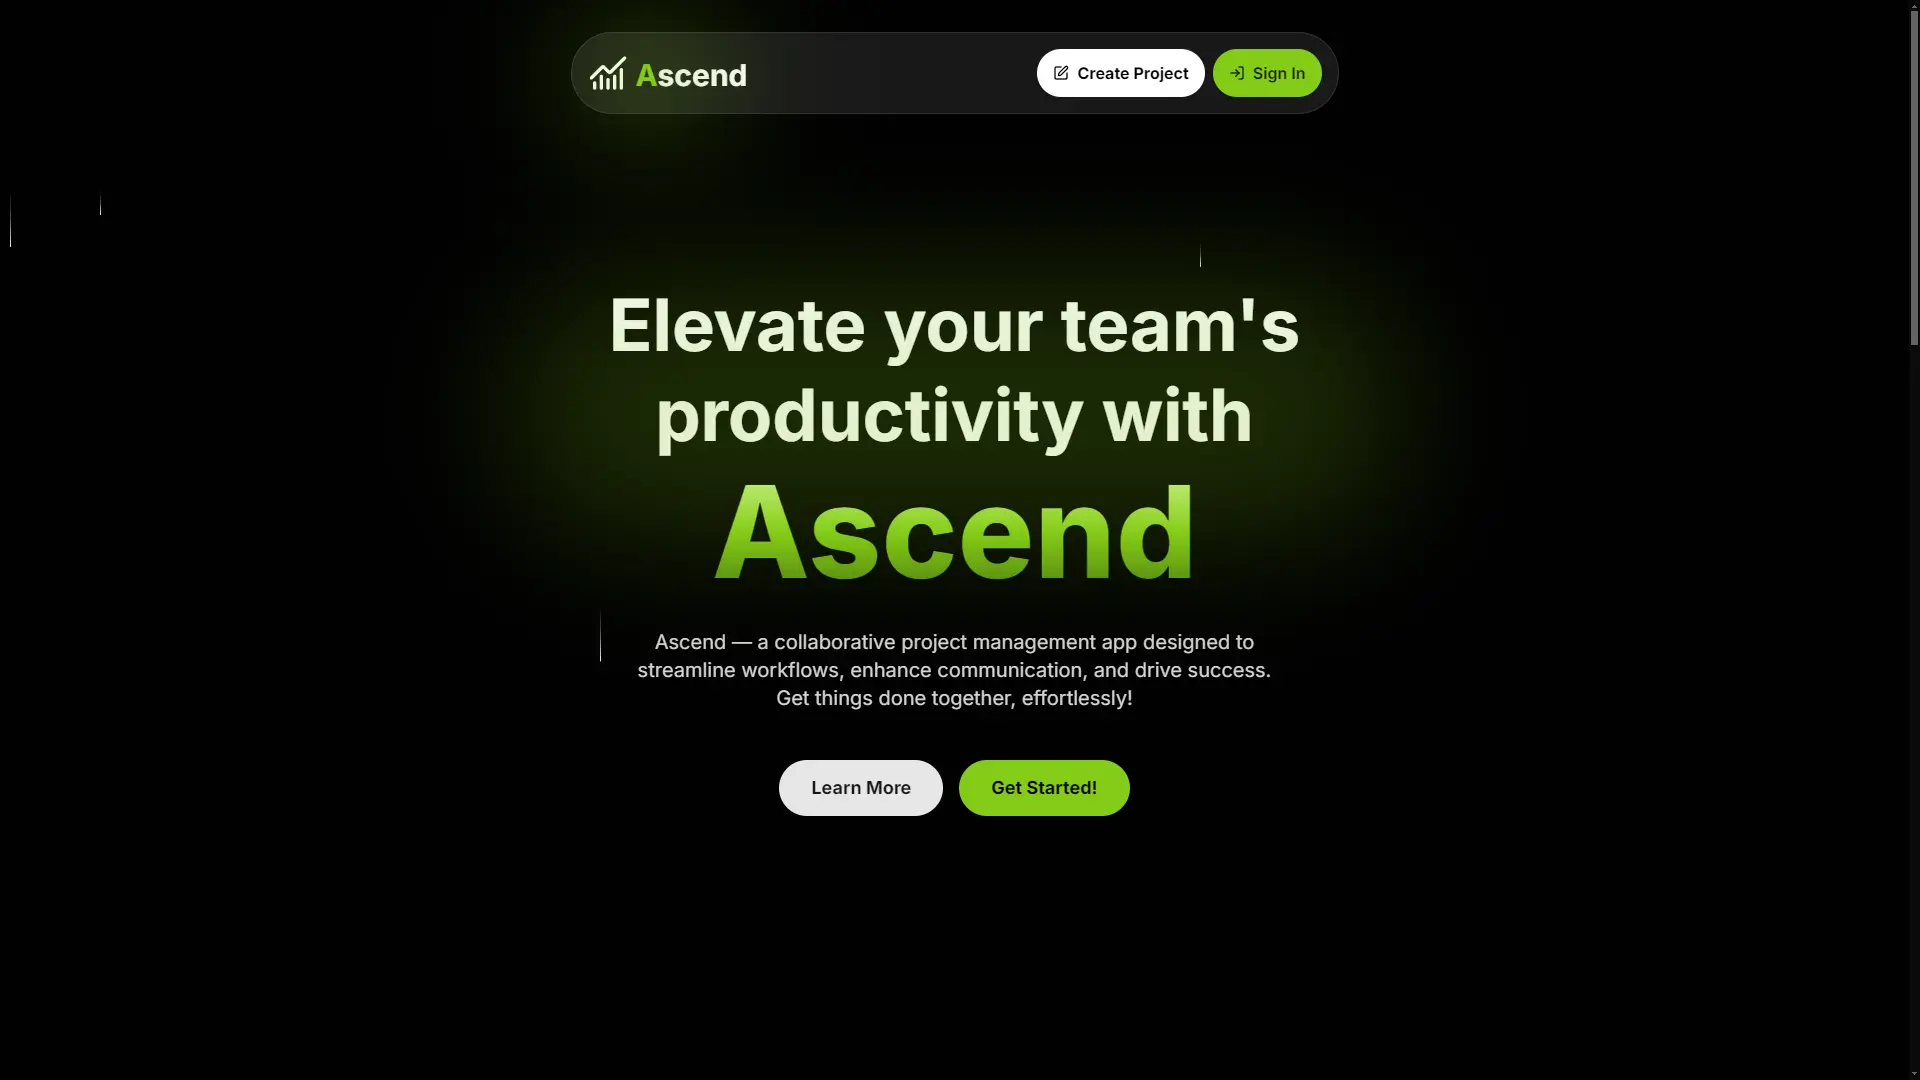 Ascend
Create Project
Sign In
Elevate your team's
productivity with
Ascend
Ascend — a collaborative project management app designed to
streamline workflows, enhance communication, and drive success.
Get things done together, effortlessly!
Learn More
Get Started!